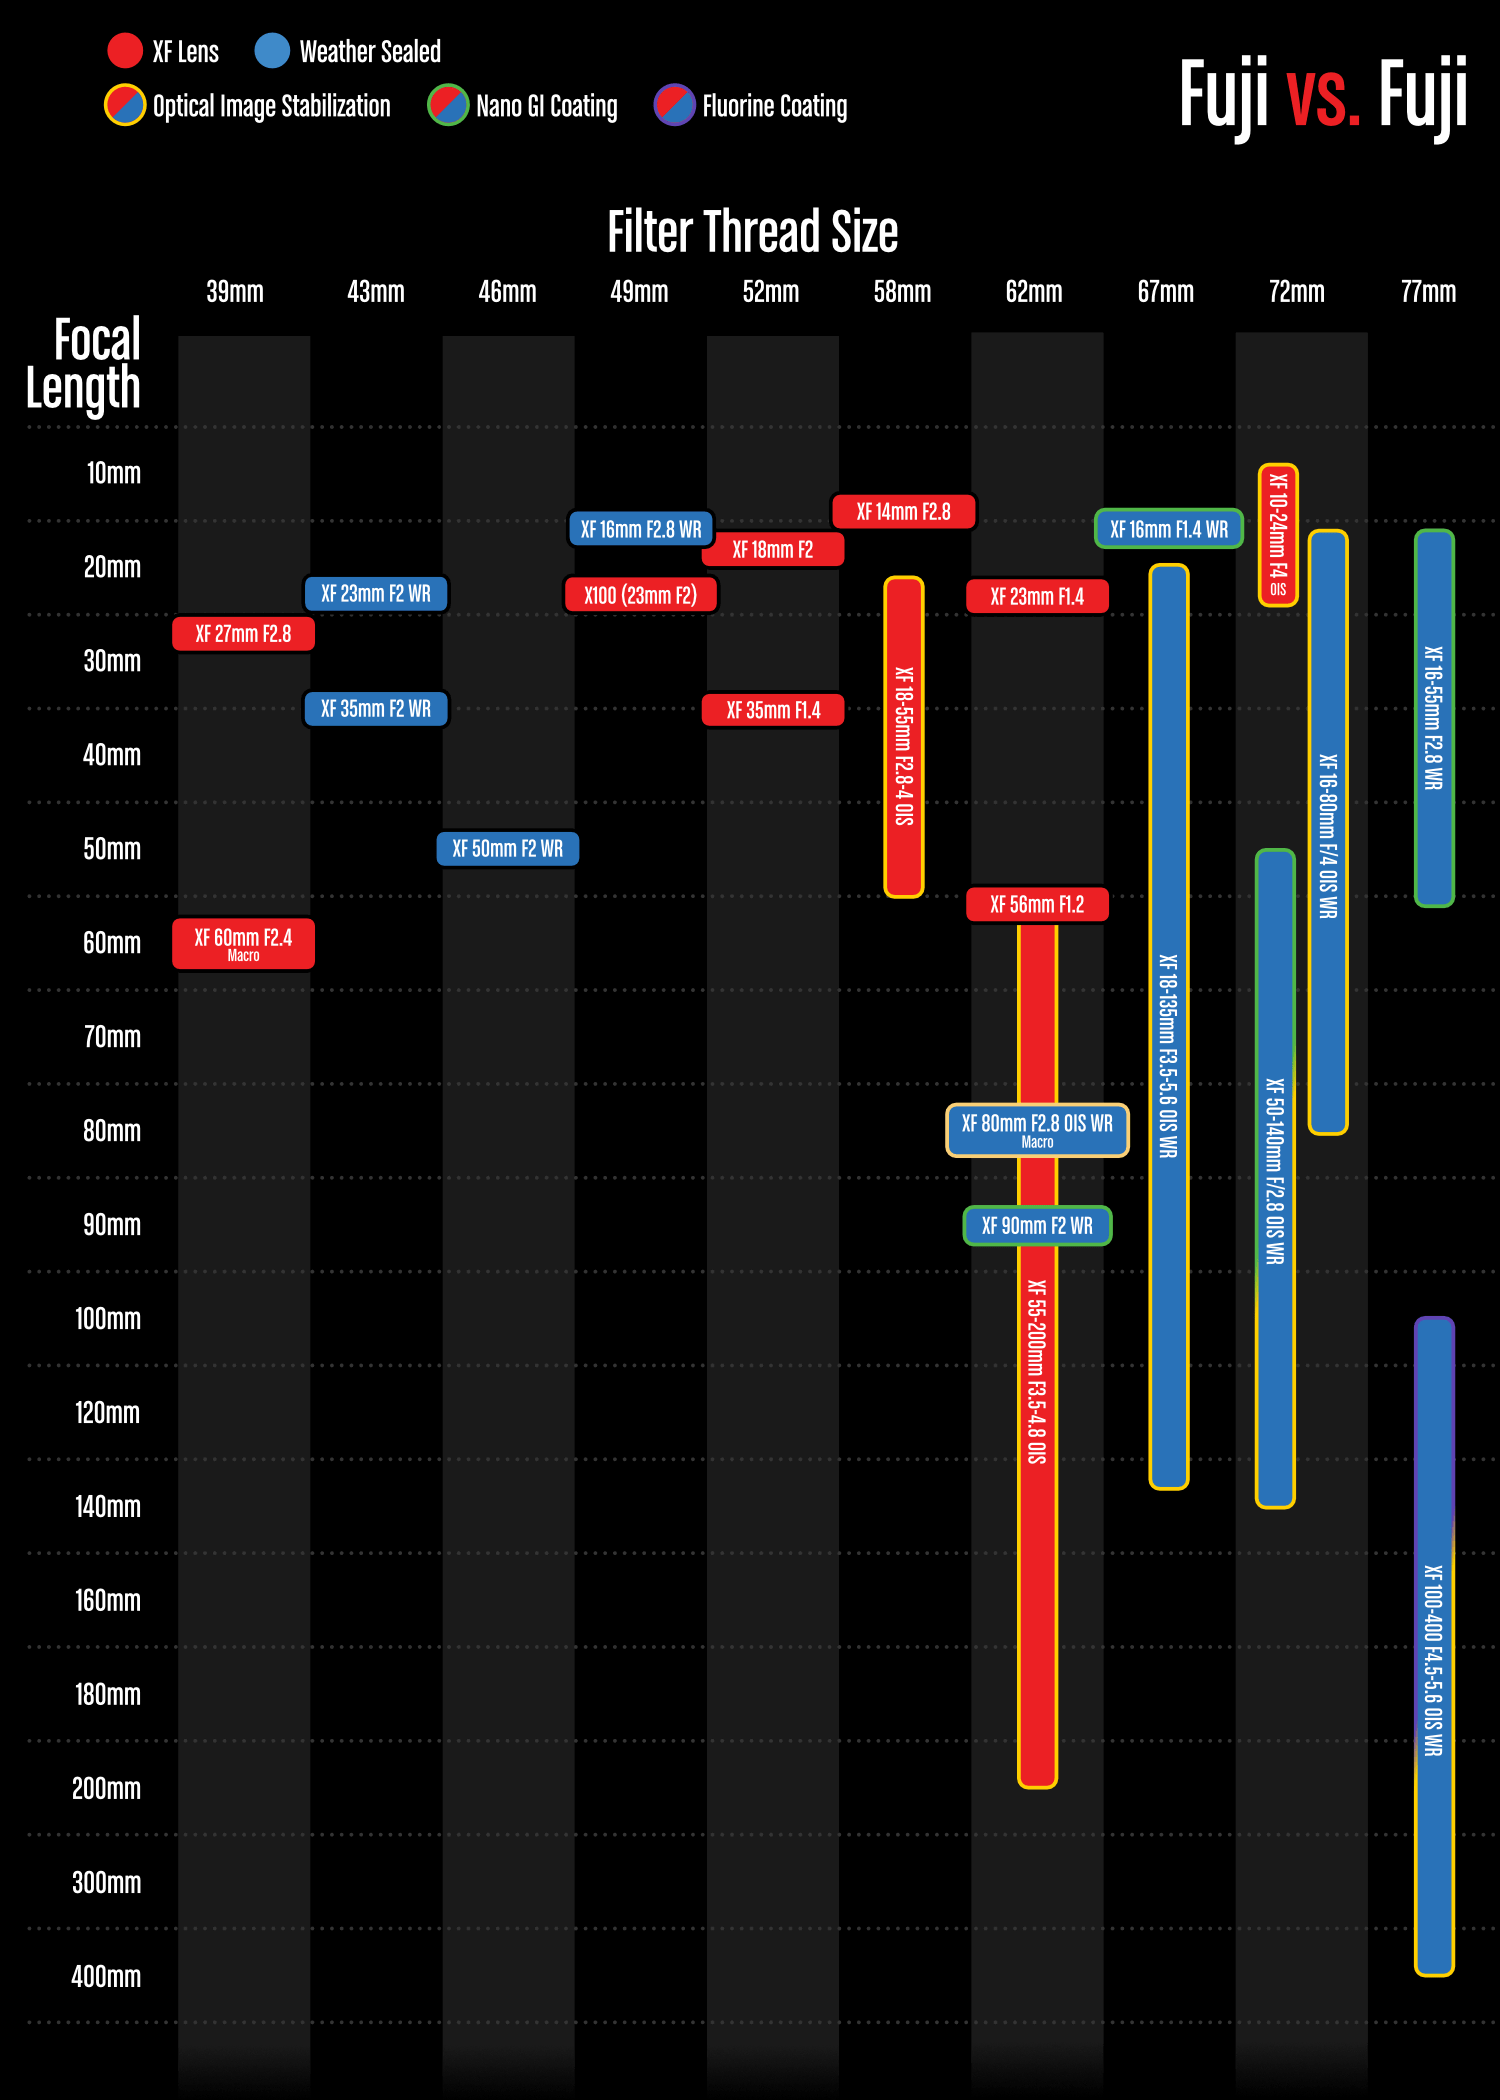 XF Lens
Weather Sealed
Optical Image Stabilization
Nano GI Coating
Fluorine Coating
Fuji vs. Fuji
Filter Thread Size
39mm 43mm 46mm 49mm 52mm 58mm 62mm 67mm 72mm 77mm
Focal
Length
10mm
20mm
30mm
40mm
50mm
60mm
70mm
80mm
90mm
100mm
120mm
140mm
160mm
180mm
200mm
300mm
400mm
XF 27mm F2.8
XF 60mm F2.4
Macro
XF 23mm F2 WR
XF 35mm F2 WR
XF 50mm F2 WR
XF 16mm F2.8 WR
X100 (23mm F2)
XF 18mm F2
XF 35mm F1.4
XF 14mm F2.8
XF 18-55mm F2.8-4 OIS
XF 23mm F1.4
XF 56mm F1.2
XF 80mm F2.8 OIS WR
Macro
XF 90mm F2 WR
XF 55-200mm F3.5-4.8 OIS
XF 16mm F1.4 WR
XF 18-135mm F3.5-5.6 OIS WR
XF 10-24mm F4
OIS
XF 16-80mm F/4 OIS WR
XF 50-140mm F/2.8 OIS WR
XF 16-55mm F2.8 WR
XF 100-400 F4.5-5.6 OIS WR